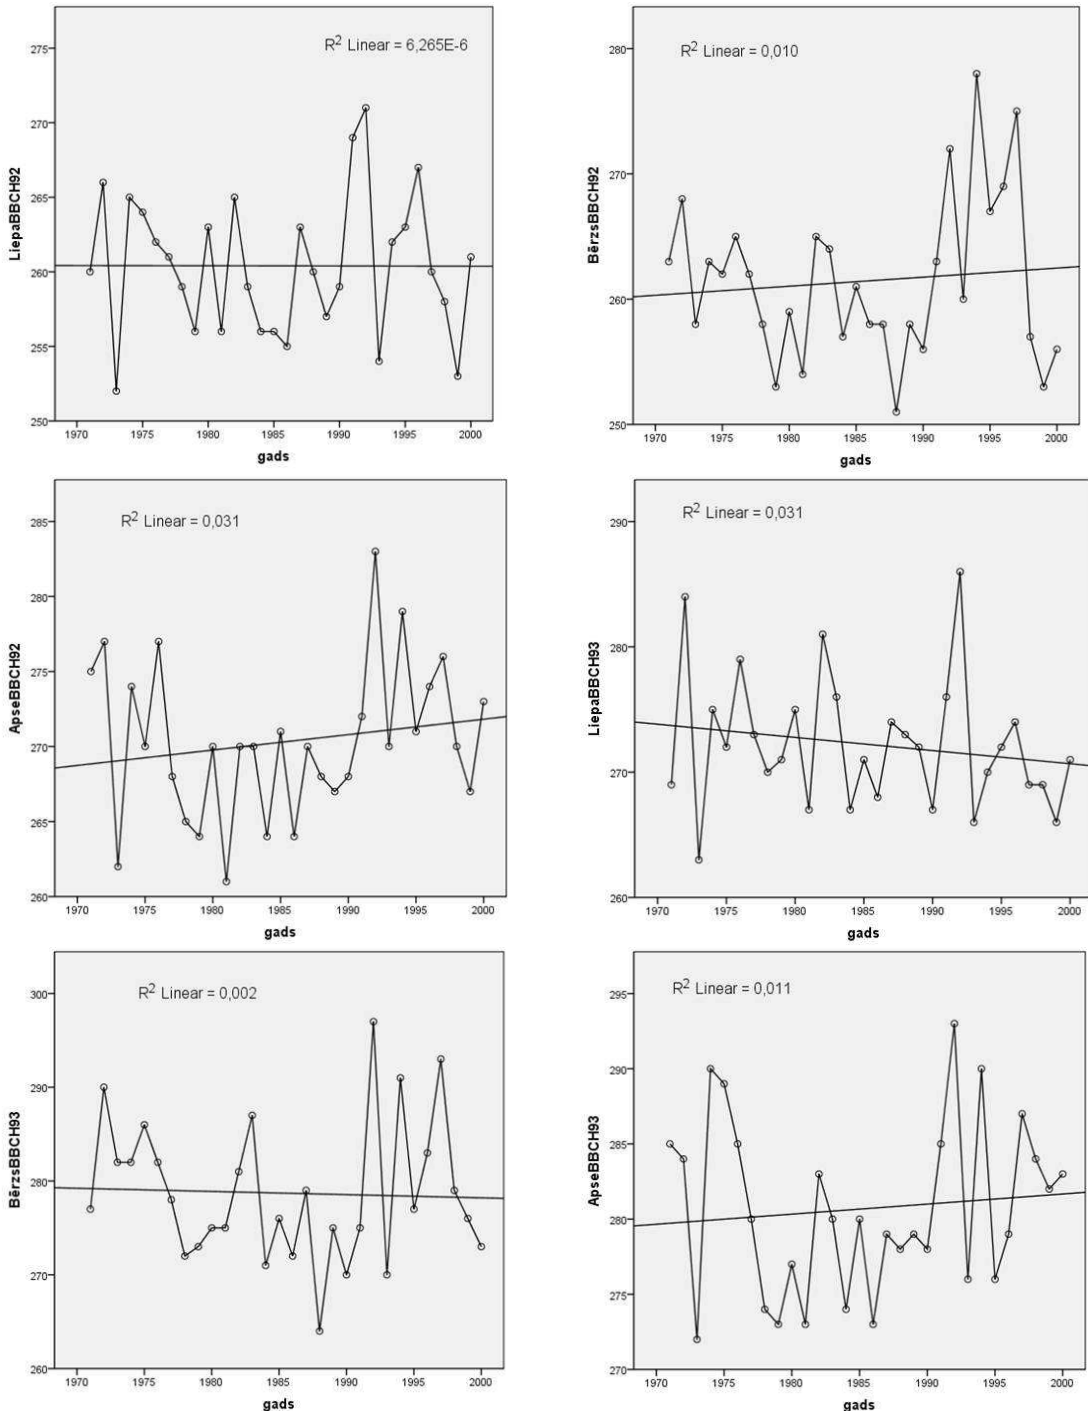 R² Linear = 6,265E-6
LiepaBBCH92
275
270
265
260
255
250
1970 1975 1980 1985 1990 1995 2000
gads
R² Linear = 0,010
BērzsBBCH92
280
270
260
250
1970 1975 1980 1985 1990 1995 2000
gads
R² Linear = 0,031
ApseBBCH92
285
280
275
270
265
260
1970 1975 1980 1985 1990 1995 2000
gads
R² Linear = 0,031
LiepaBBCH93
290
280
270
260
1970 1975 1980 1985 1990 1995 2000
gads
R² Linear = 0,002
BērzsBBCH93
300
290
280
270
260
1970 1975 1980 1985 1990 1995 2000
gads
R² Linear = 0,011
ApseBBCH93
295
290
285
280
275
270
1970 1975 1980 1985 1990 1995 2000
gads